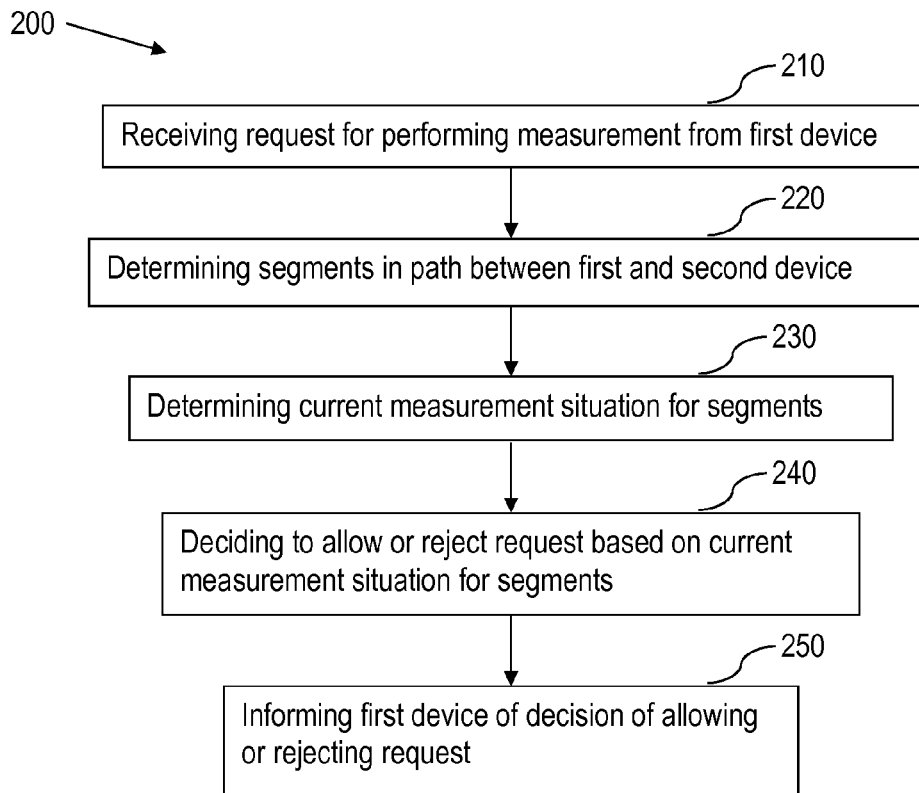 200
210
Receiving request for performing measurement from first device
220
Determining segments in path between first and second device
230
Determining current measurement situation for segments
240
Deciding to allow or reject request based on current
measurement situation for segments
250
Informing first device of decision of allowing
or rejecting request